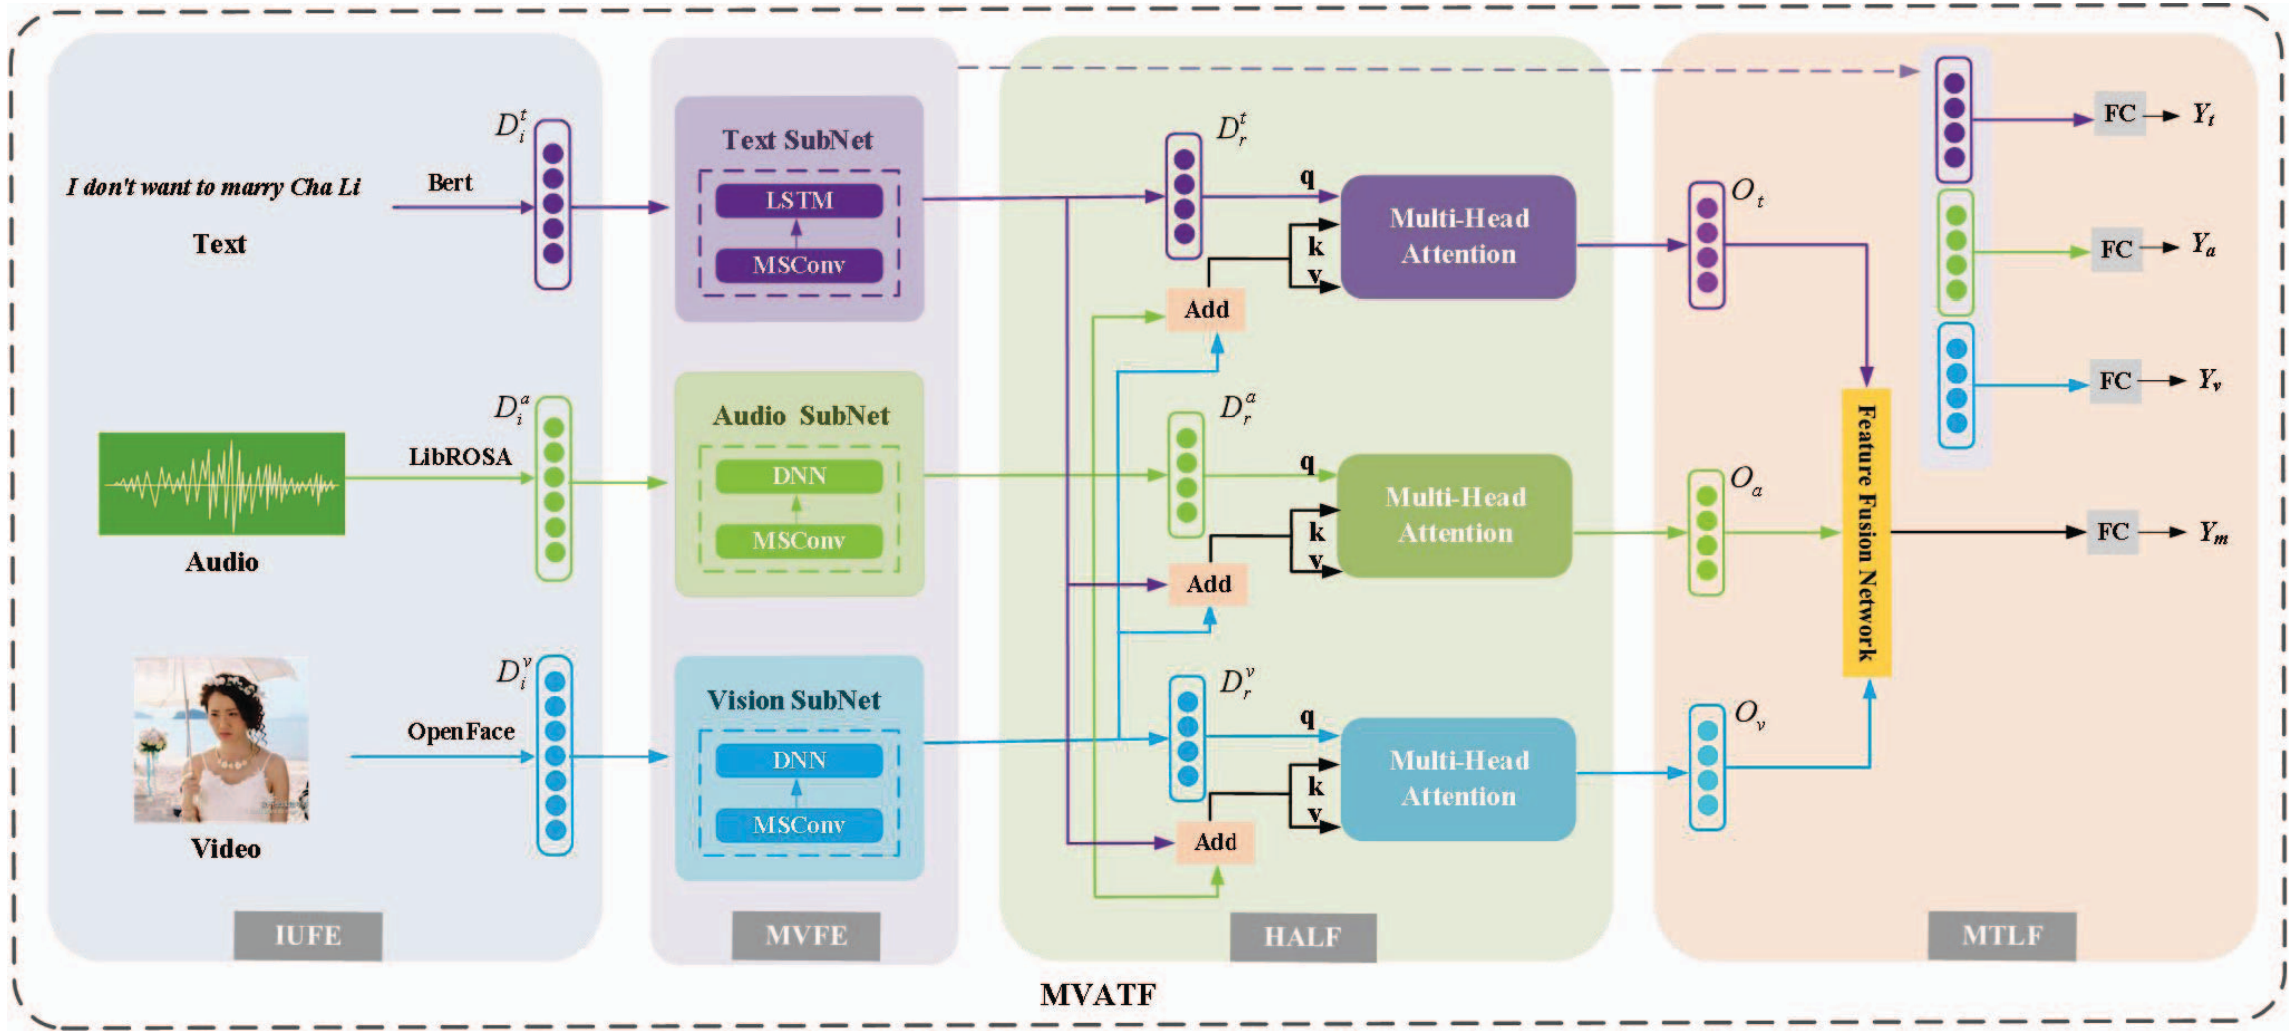 I don't want to marry Cha Li
Text
Bert
D_i^t
Audio
LibROSA
D_i^a
Video
OpenFace
D_i^v
IUFE
Text SubNet
LSTM
MSConv
Audio SubNet
DNN
MSConv
Vision SubNet
DNN
MSConv
MVFE
D_r^t
q
k
v
Add
Multi-Head
Attention
D_r^a
q
k
v
Add
Multi-Head
Attention
D_r^v
q
k
v
Add
Multi-Head
Attention
HALF
O_t
O_a
O_v
Feature Fusion Network
FC
Y_t
FC
Y_a
FC
Y_v
FC
Y_m
MTLF
MVATF